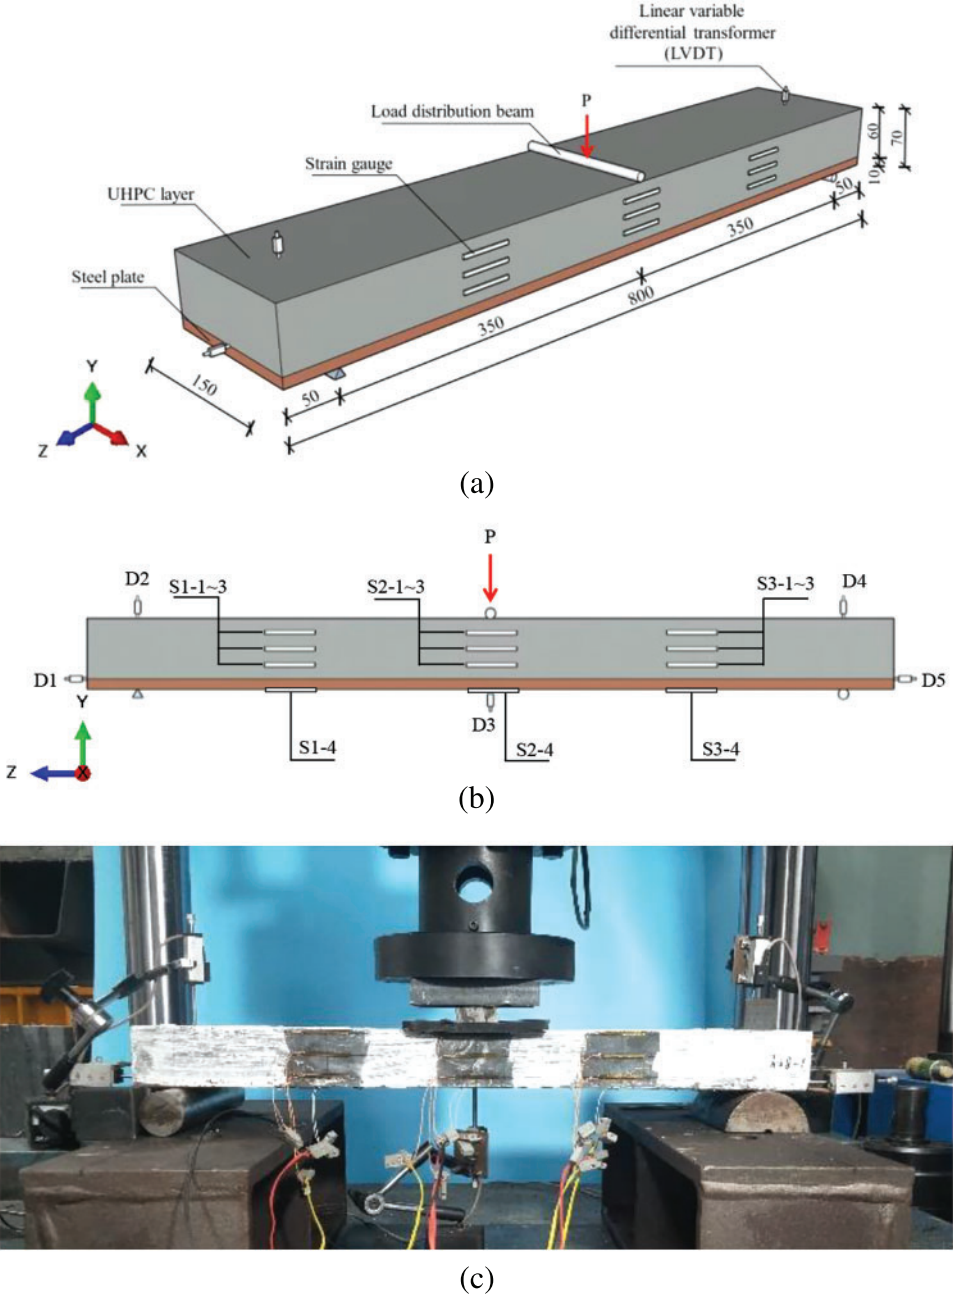 Linear variable
differential transformer
(LVDT)
P
Load distribution beam
Strain gauge
UHPC layer
Steel plate
60
70
10
50
350
800
350
50
150
Y
Z
X
(a)
P
D2
S1-1~3
S2-1~3
S3-1~3
D4
D1
D5
Y
D3
S1-4
S2-4
S3-4
Z
X
(b)
(c)